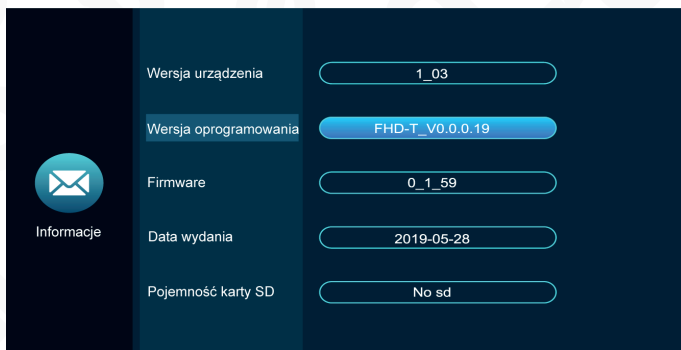 Wersja urządzenia 1_03
Wersja oprogramowania FHD-T_V0.0.0.19
Firmware 0_1_59
Informacje
Data wydania 2019-05-28
Pojemność karty SD No sd